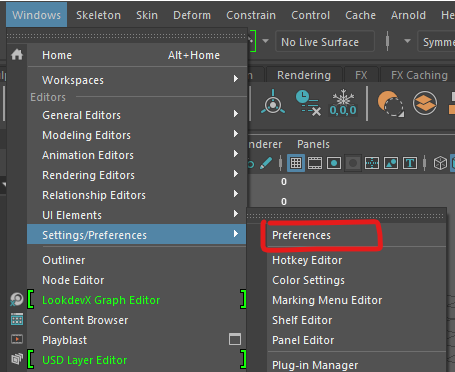 Windows Skeleton Skin Deform Constrain Control Cache Arnold Help
Home Alt+Home
No Live Surface
Symme
Workspaces
Rendering FX FX Caching
Editors
General Editors
Modeling Editors
0,0,0
Animation Editors
Rendering Editors
nderer Panels
Relationship Editors
0
UI Elements
0
Settings/Preferences
Preferences
Outliner
Hotkey Editor
Node Editor
Color Settings
LookdevX Graph Editor
Marking Menu Editor
Content Browser
Shelf Editor
Playblast
Panel Editor
USD Layer Editor
Plug-in Manager